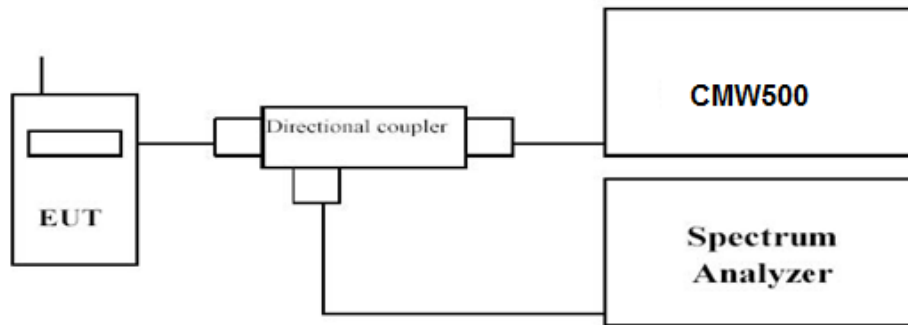 CMW500
Directional coupler
EUT
Spectrum
Analyzer